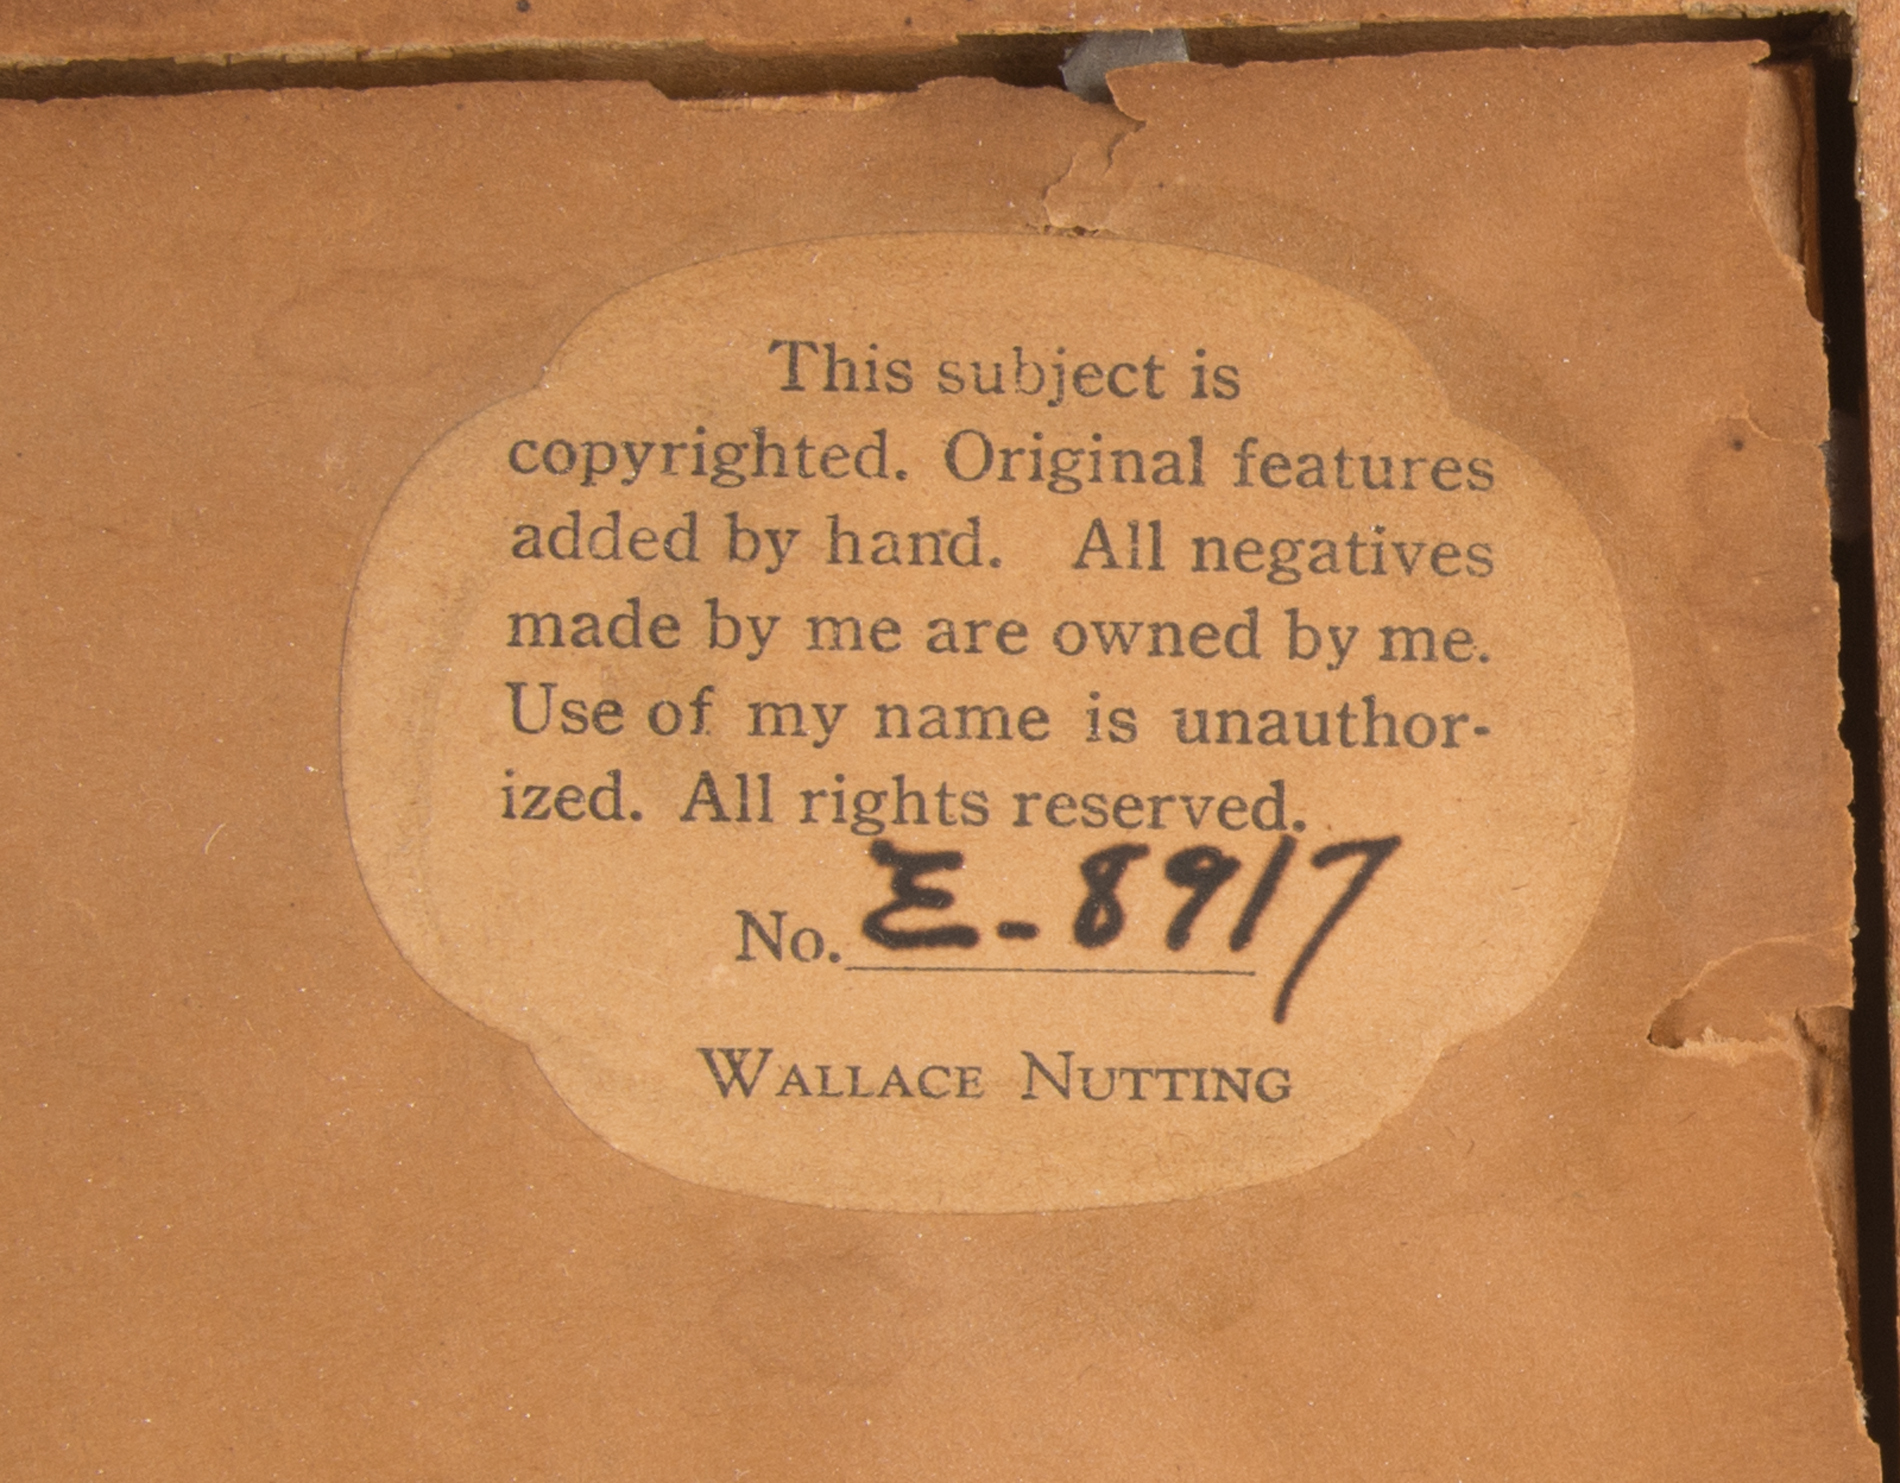 This subject is
copyrighted. Original features
added by hand. All negatives
made by me are owned by me.
Use of my name is unauthor-
ized. All rights reserved.
No. E-8917
WALLACE NUTTING